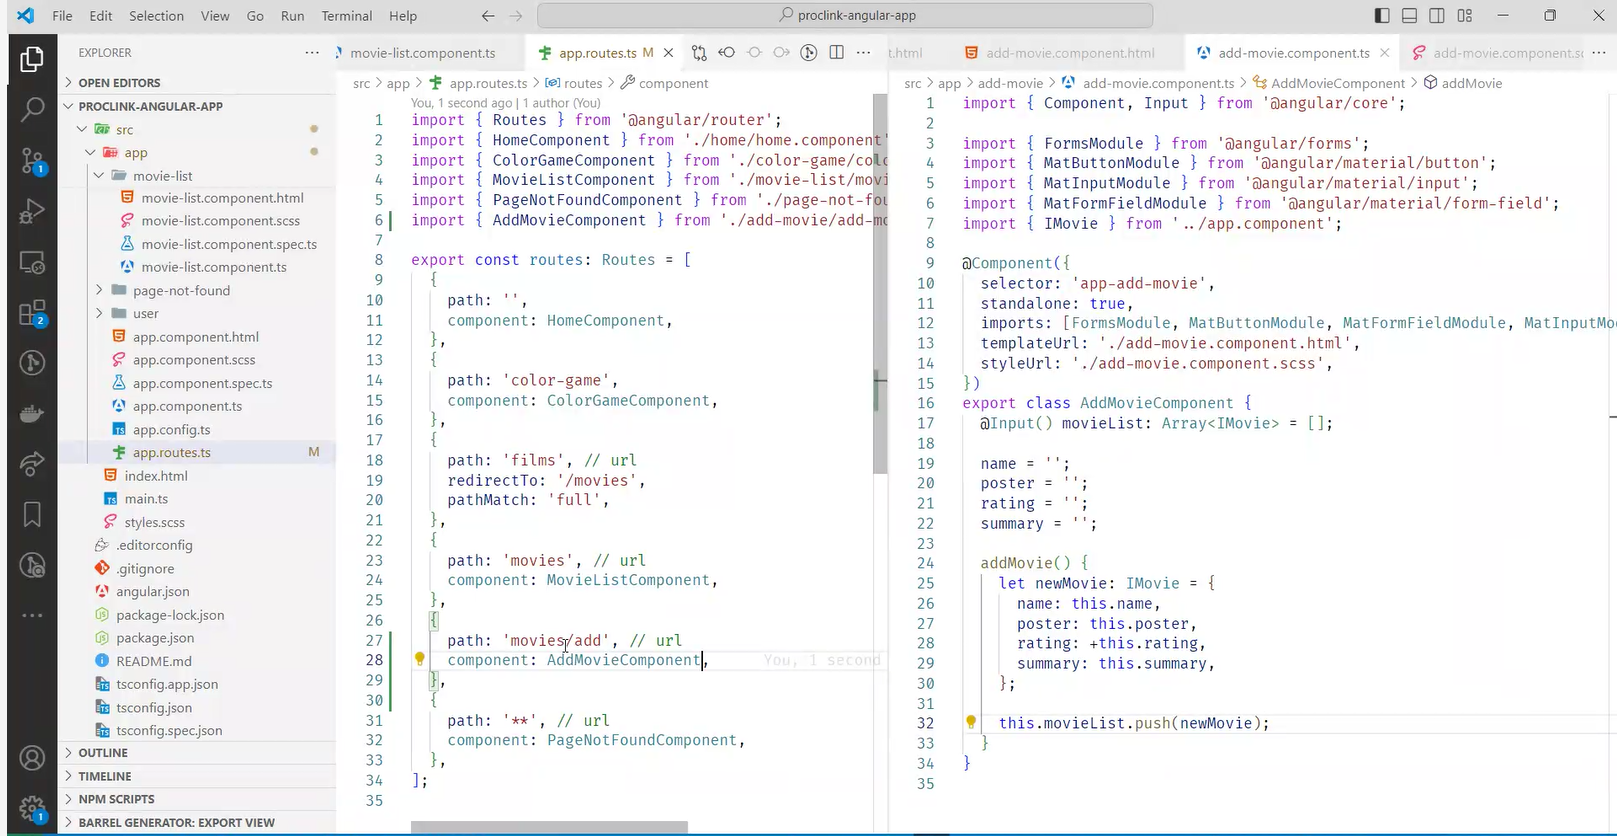 File Edit Selection View Go Run Terminal Help
proclink-angular-app
EXPLORER
OPEN EDITORS
PROCLINK-ANGULAR-APP
src
app
movie-list
movie-list.component.html
movie-list.component.scss
movie-list.component.spec.ts
movie-list.component.ts
page-not-found
user
app.component.html
app.component.scss
app.component.spec.ts
app.component.ts
app.config.ts
app.routes.ts M
index.html
main.ts
styles.scss
.editorconfig
.gitignore
angular.json
package-lock.json
package.json
README.md
tsconfig.app.json
tsconfig.json
tsconfig.spec.json
OUTLINE
TIMELINE
NPM SCRIPTS
BARREL GENERATOR: EXPORT VIEW
1
2
1
movie-list.component.ts
app.routes.ts M
src > app > app.routes.ts > routes > component
You, 1 second ago | 1 author (You)
1 import { Routes } from '@angular/router';
2 import { HomeComponent } from './home/home.component'
3 import { ColorGameComponent } from './color-game/colo
4 import { MovieListComponent } from './movie-list/movi
5 import { PageNotFoundComponent } from './page-not-fou
6 import { AddMovieComponent } from './add-movie/add-mo
7
8 export const routes: Routes = [
9 {
10 path: '',
11 component: HomeComponent,
12 },
13 {
14 path: 'color-game',
15 component: ColorGameComponent,
16 },
17 {
18 path: 'films', // url
19 redirectTo: '/movies',
20 pathMatch: 'full',
21 },
22 {
23 path: 'movies', // url
24 component: MovieListComponent,
25 },
26 {
27 path: 'movies/add', // url
28 component: AddMovieComponent, You, 1 second
29 },
30 {
31 path: '**', // url
32 component: PageNotFoundComponent,
33 },
34 ];
35
.html
add-movie.component.html
add-movie.component.ts
add-movie.component.sc
src > app > add-movie > add-movie.component.ts > AddMovieComponent > addMovie
1 import { Component, Input } from '@angular/core';
2
3 import { FormsModule } from '@angular/forms';
4 import { MatButtonModule } from '@angular/material/button';
5 import { MatInputModule } from '@angular/material/input';
6 import { MatFormFieldModule } from '@angular/material/form-field';
7 import { IMovie } from '../app.component';
8
9 @Component({
10 selector: 'app-add-movie',
11 standalone: true,
12 imports: [FormsModule, MatButtonModule, MatFormFieldModule, MatInputMo
13 templateUrl: './add-movie.component.html',
14 styleUrl: './add-movie.component.scss',
15 })
16 export class AddMovieComponent {
17 @Input() movieList: Array<IMovie> = [];
18
19 name = '';
20 poster = '';
21 rating = '';
22 summary = '';
23
24 addMovie() {
25 let newMovie: IMovie = {
26 name: this.name,
27 poster: this.poster,
28 rating: +this.rating,
29 summary: this.summary,
30 };
31
32 this.movieList.push(newMovie);
33 }
34 }
35